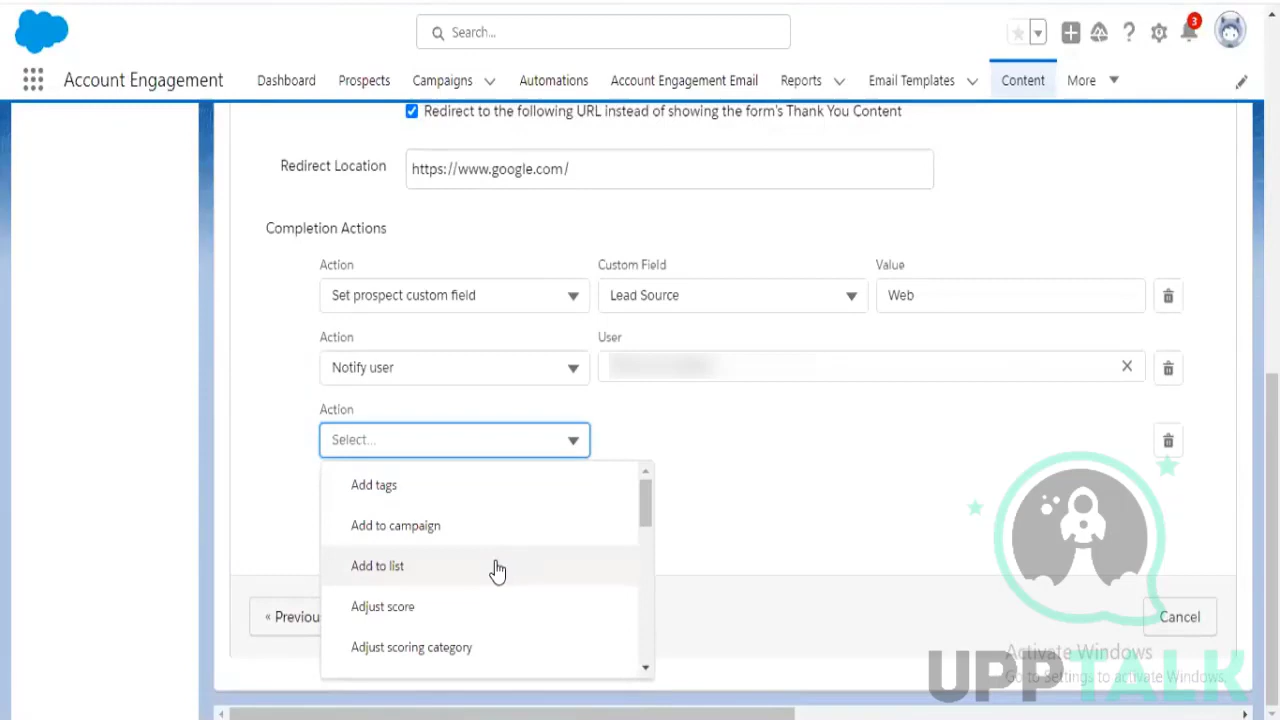 Search...
3
Account Engagement
Dashboard
Prospects
Campaigns
Automations
Account Engagement Email
Reports
Email Templates
Content
More
Redirect to the following URL instead of showing the form's Thank You Content
Redirect Location
https://www.google.com/
Completion Actions
Action
Custom Field
Value
Set prospect custom field
Lead Source
Web
Action
User
Notify user
Action
Select...
Add tags
Add to campaign
Add to list
Adjust score
Adjust scoring category
« Previou
Cancel
Activate Windows
Go to Settings to activate Windows.
UPPTALK